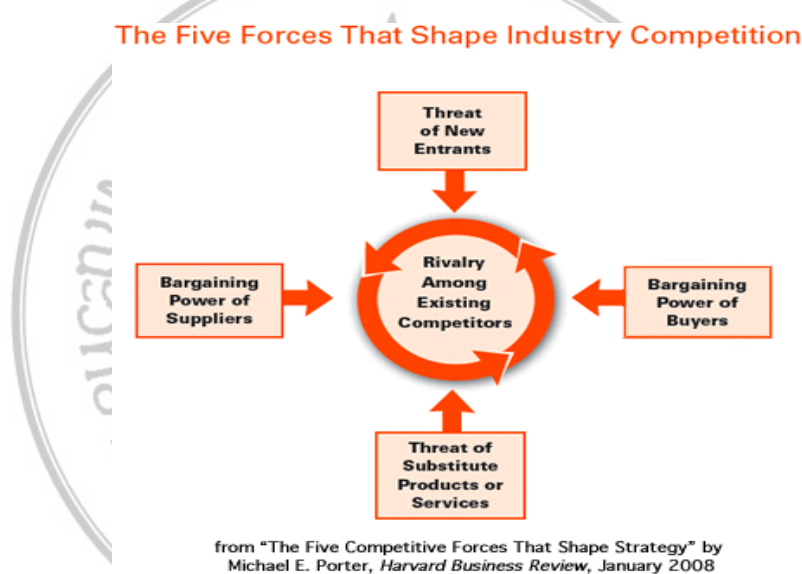 The Five Forces That Shape Industry Competition
Threat
of New
Entrants
Bargaining
Power of
Suppliers
Rivalry
Among
Existing
Competitors
Bargaining
Power of
Buyers
Threat of
Substitute
Products or
Services
from “The Five Competitive Forces That Shape Strategy” by
Michael E. Porter, Harvard Business Review, January 2008